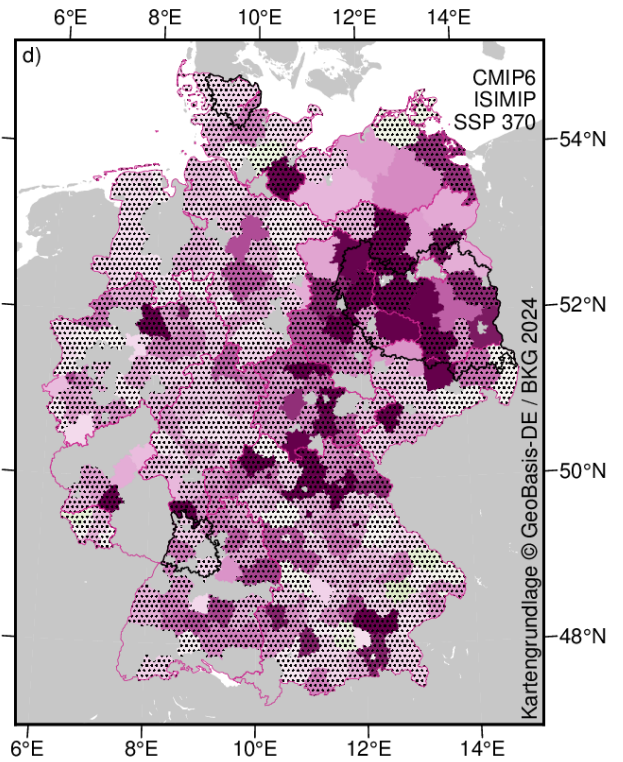 6°E 8°E 10°E 12°E 14°E
d)
CMIP6
ISIMIP
SSP 370
54°N
52°N
50°N
48°N
Kartengrundlage © GeoBasis-DE / BKG 2024
6°E 8°E 10°E 12°E 14°E